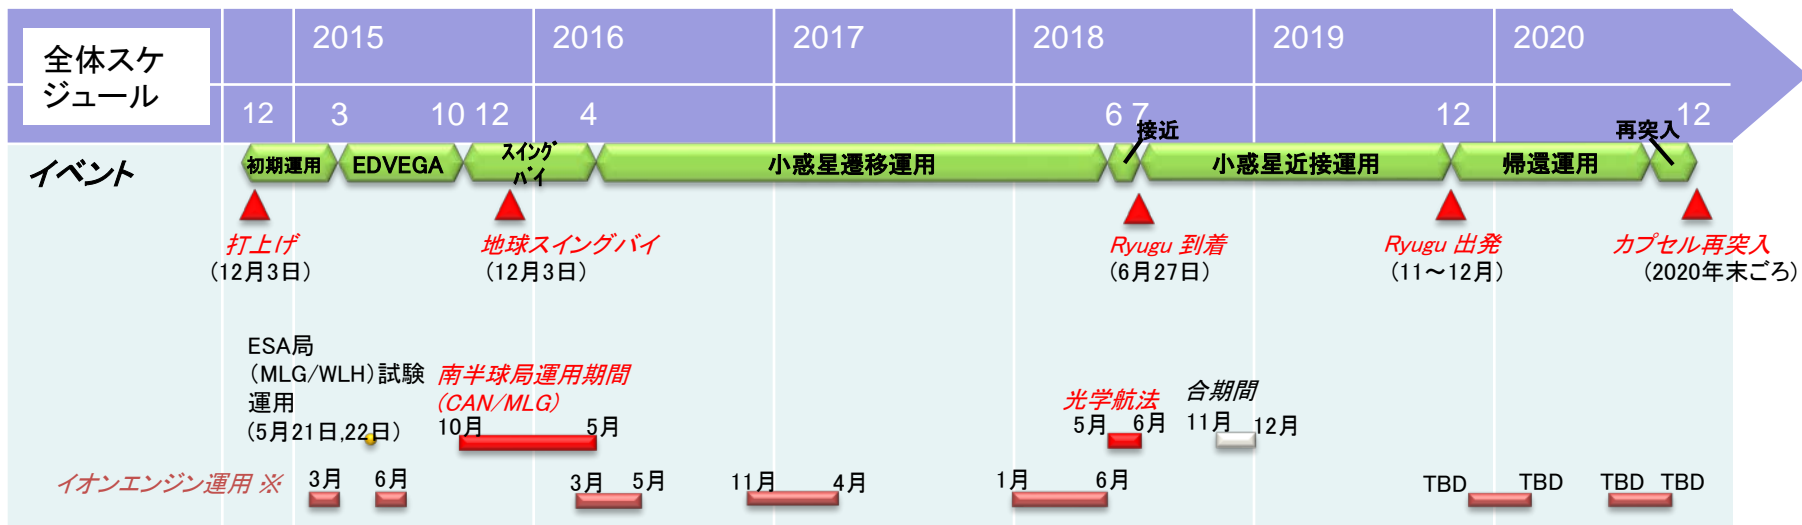 全体スケ
ジュール
2015 2016 2017 2018 2019 2020
12 3 10 12 4 6 7 12 12
接近 再突入
イベント
初期運用 EDVEGA スイング
バイ
小惑星遷移運用 小惑星近接運用 帰還運用
打上げ 地球スイングバイ Ryugu 到着 Ryugu 出発 カプセル再突入
(12月3日) (12月3日) (6月27日) (11～12月) (2020年末ごろ)
ESA局
(MLG/WLH)試験
運用
(5月21日,22日)
南半球局運用期間
(CAN/MLG)
10月 5月
光学航法
5月 6月
合期間
11月 12月
イオンエンジン運用 ※ 3月 6月 3月 5月 11月 4月 1月 6月 TBD TBD TBD TBD